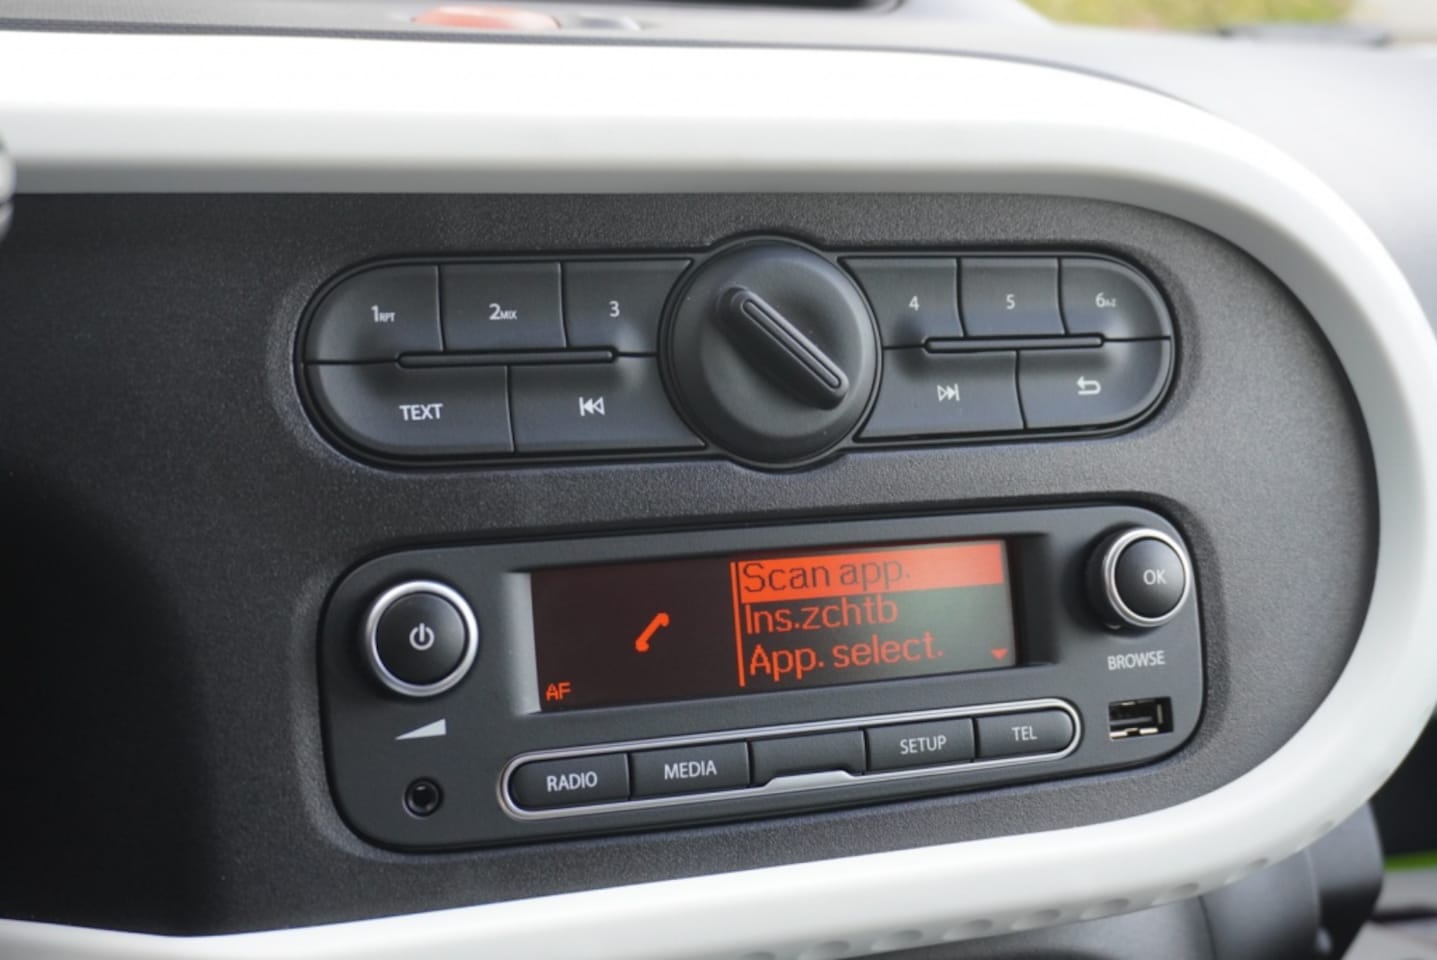 1RPT 2MIX 3 4 5 6A-Z
TEXT
Scan app.
Ins.zchtb
App. select.
AF
OK
BROWSE
RADIO MEDIA SETUP TEL